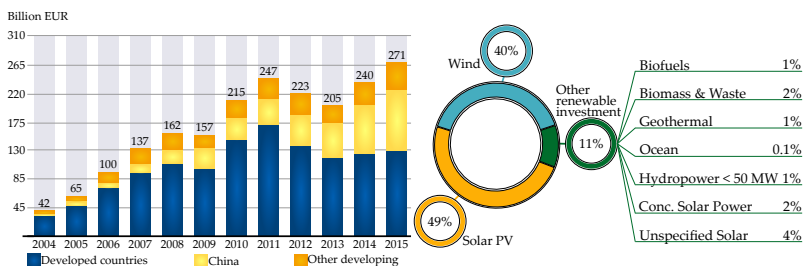 Billion EUR
310
265
220
175
130
85
45
42
65
100
137
162
157
215
247
223
205
240
271
2004 2005 2006 2007 2008 2009 2010 2011 2012 2013 2014 2015
Developed countries China Other developing
Wind
40%
Other
renewable
investment
11%
49%
Solar PV
Biofuels 1%
Biomass & Waste 2%
Geothermal 1%
Ocean 0.1%
Hydropower < 50 MW 1%
Conc. Solar Power 2%
Unspecified Solar 4%